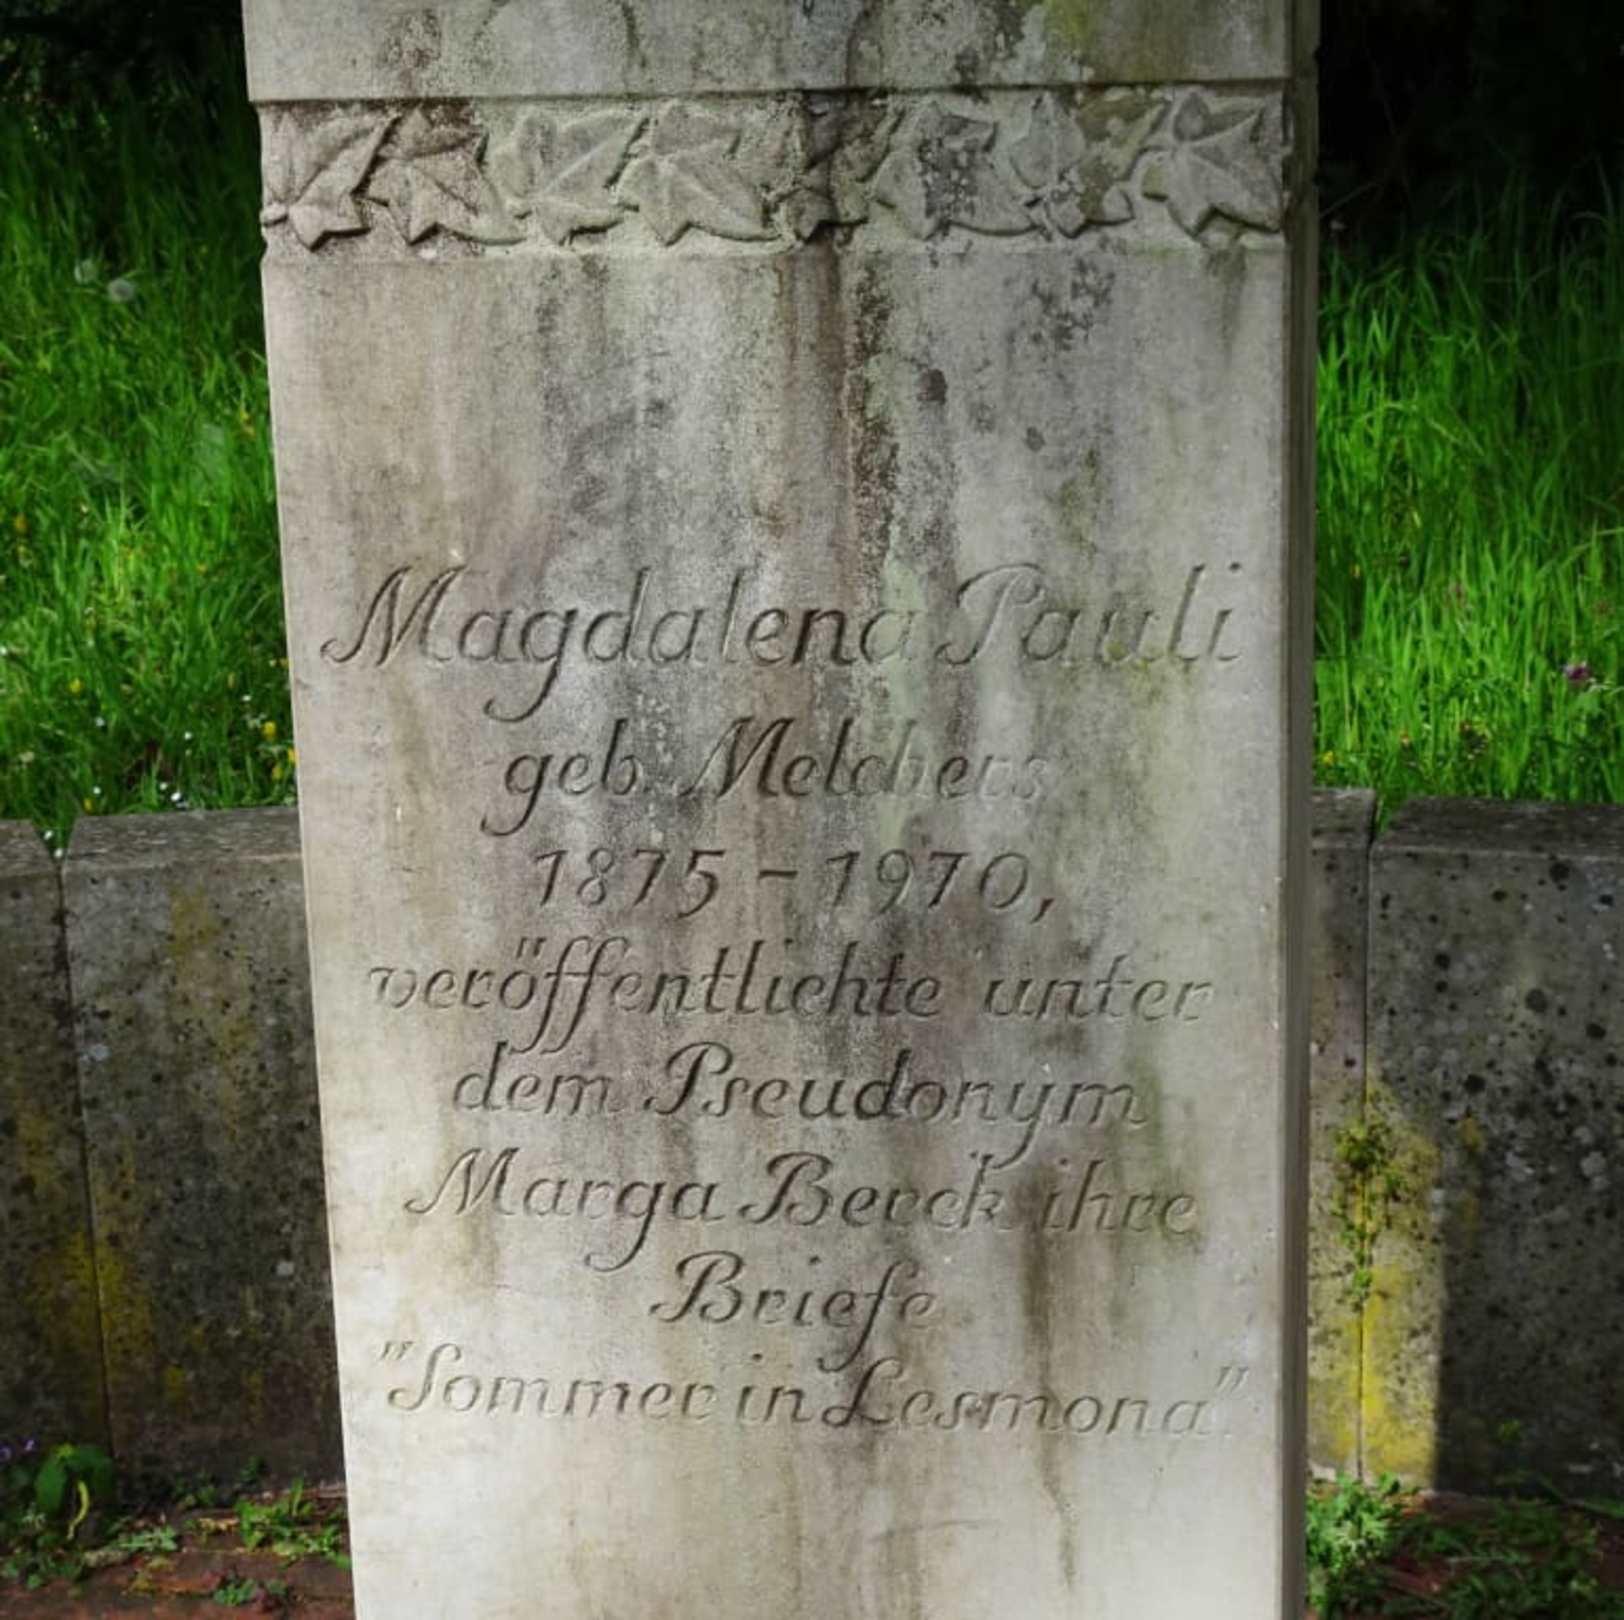 Magdalena Pauli
geb. Melchers
1875 - 1970,
veröffentlichte unter
dem Pseudonym
Marga Berck ihre
Briefe
"Sommer in Lesmona"